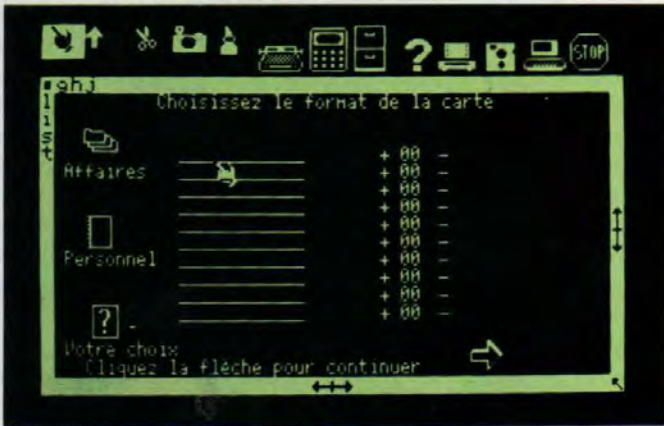 STOP
ghj
list
Choisissez le format de la carte
+ 00 -
+ 00 -
Affaires
+ 00 -
+ 00 -
+ 00 -
+ 00 -
Personnel
+ 00 -
+ 00 -
+ 00 -
+ 00 -
?
Votre choix
Cliquez la flèche pour continuer